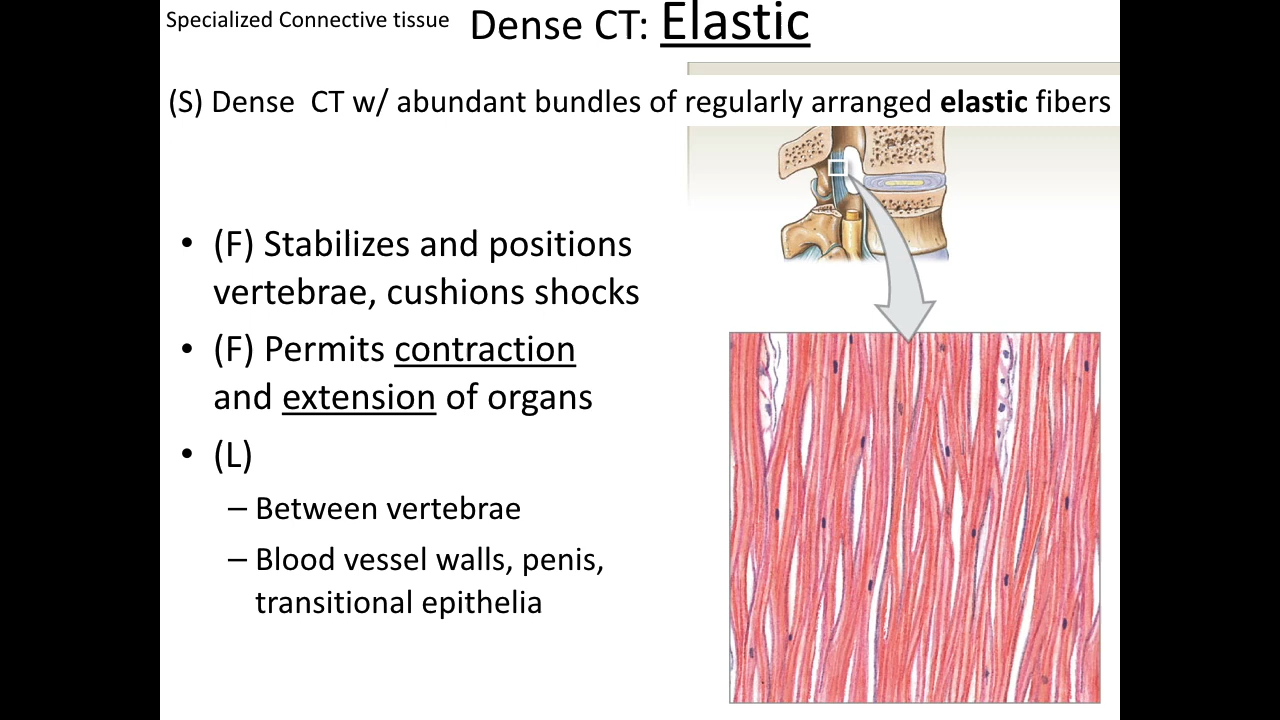 Specialized Connective tissue
Dense CT: Elastic
(S) Dense CT w/ abundant bundles of regularly arranged elastic fibers
• (F) Stabilizes and positions
vertebrae, cushions shocks
• (F) Permits contraction
and extension of organs
• (L)
– Between vertebrae
– Blood vessel walls, penis,
transitional epithelia